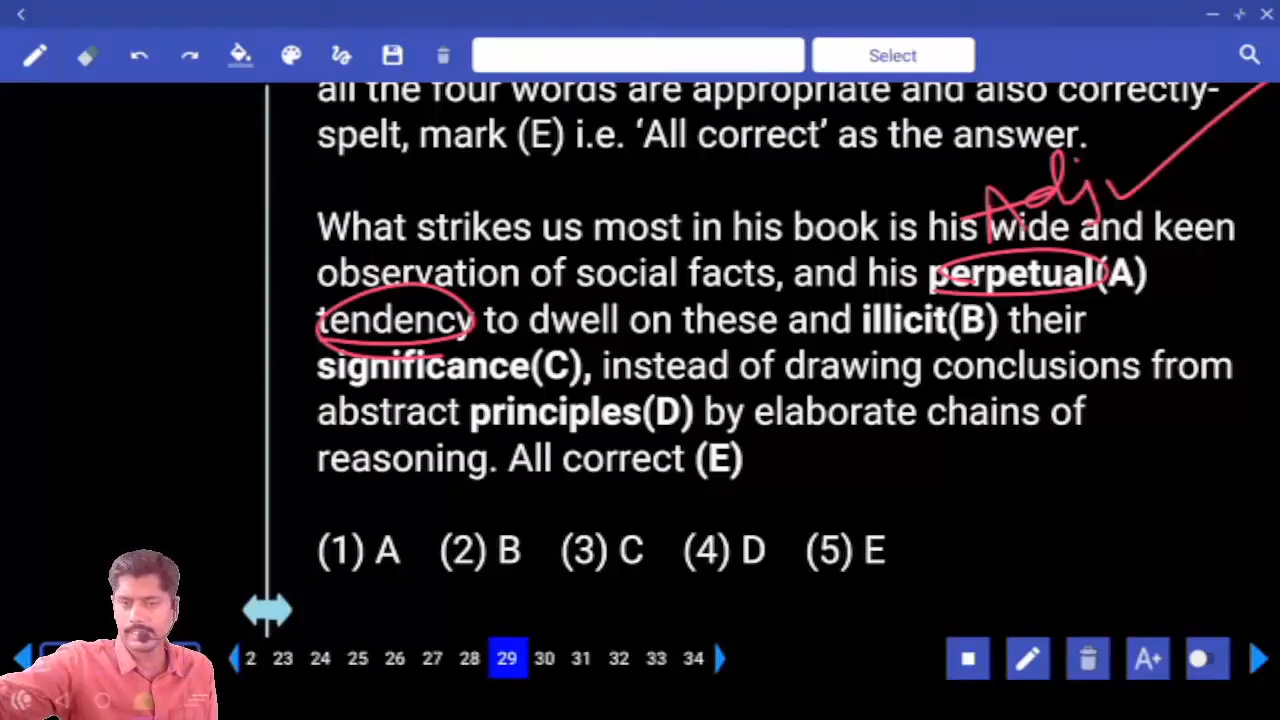 Select
all the four words are appropriate and also correctly-
spelt, mark (E) i.e. ‘All correct’ as the answer.
Adj
What strikes us most in his book is his wide and keen
observation of social facts, and his perpetual(A)
tendency to dwell on these and illicit(B) their
significance(C), instead of drawing conclusions from
abstract principles(D) by elaborate chains of
reasoning. All correct (E)
(1) A (2) B (3) C (4) D (5) E
2 23 24 25 26 27 28 29 30 31 32 33 34
A+